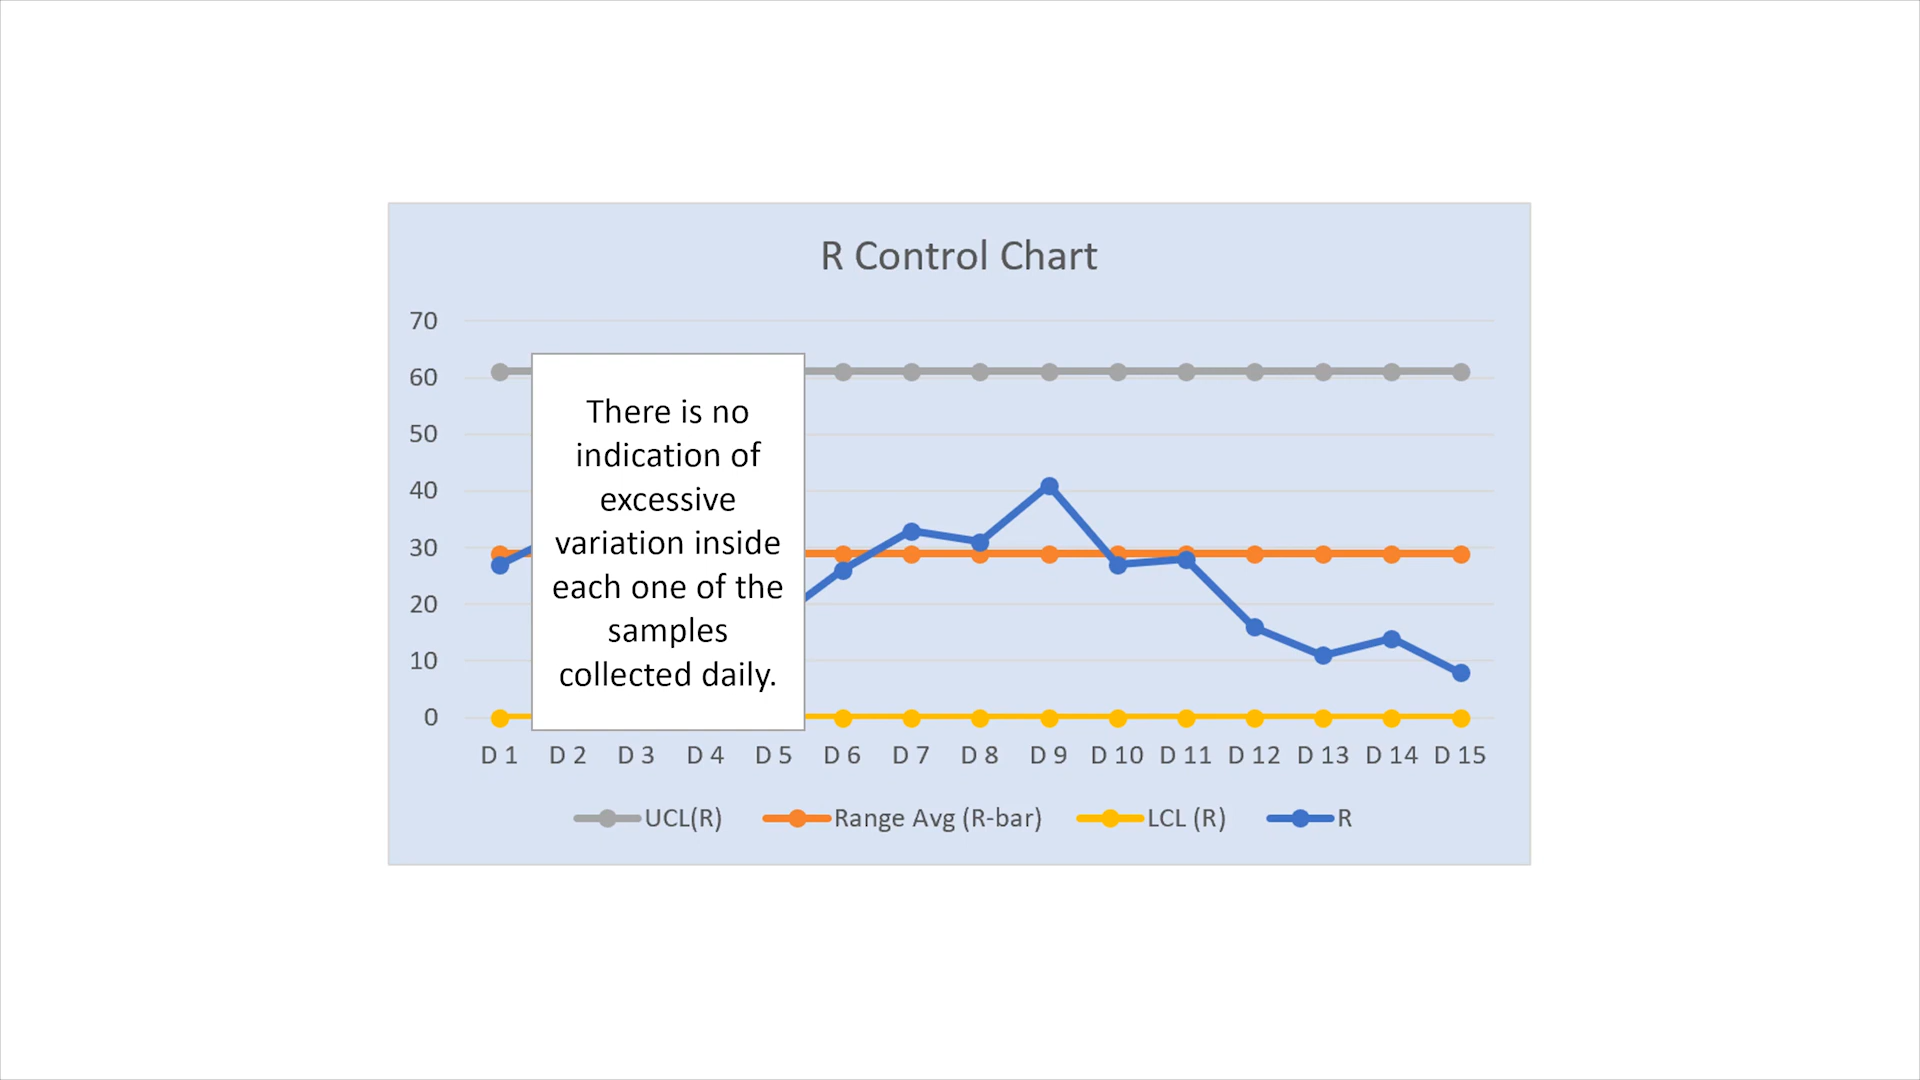 R Control Chart
70
60
50
40
30
20
10
0
There is no
indication of
excessive
variation inside
each one of the
samples
collected daily.
D 1 D 2 D 3 D 4 D 5 D 6 D 7 D 8 D 9 D 10 D 11 D 12 D 13 D 14 D 15
UCL(R) Range Avg (R-bar) LCL (R) R